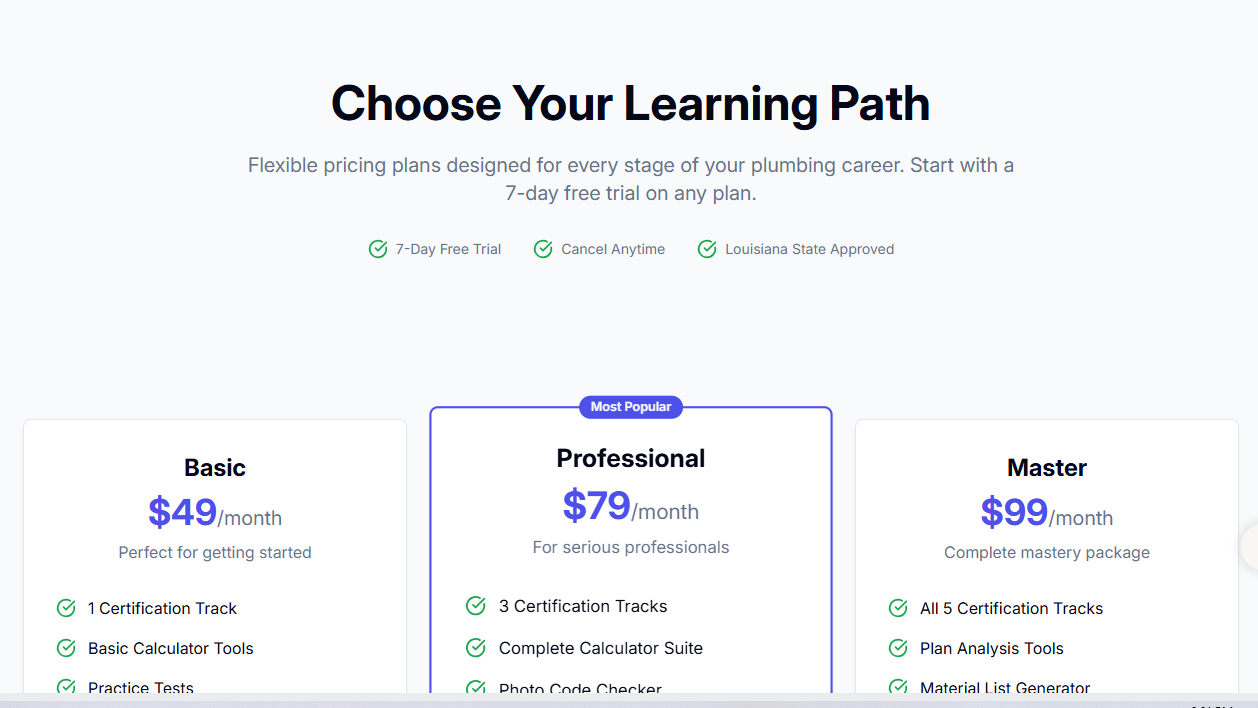 Choose Your Learning Path
Flexible pricing plans designed for every stage of your plumbing career. Start with a
7-day free trial on any plan.
7-Day Free Trial
Cancel Anytime
Louisiana State Approved
Basic
$49/month
Perfect for getting started
1 Certification Track
Basic Calculator Tools
Practice Tests
Most Popular
Professional
$79/month
For serious professionals
3 Certification Tracks
Complete Calculator Suite
Photo Code Checker
Master
$99/month
Complete mastery package
All 5 Certification Tracks
Plan Analysis Tools
Material List Generator